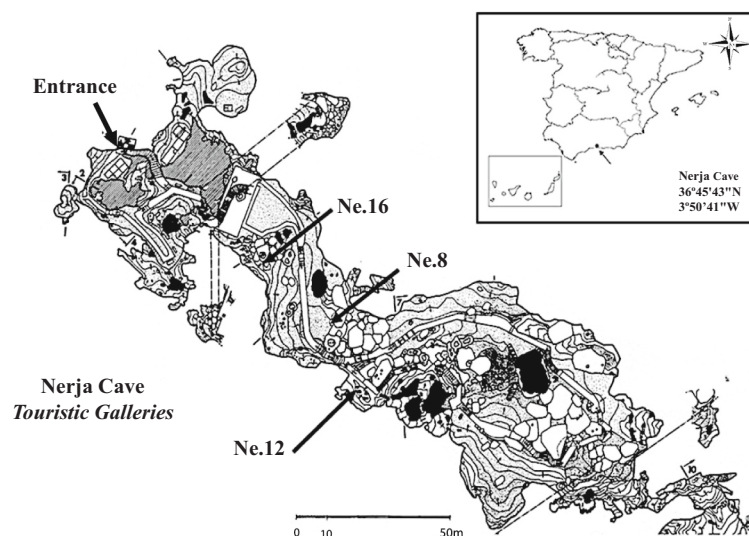 Entrance
Ne.16
Ne.8
Nerja Cave
Touristic Galleries
Ne.12
0 10 50m
Nerja Cave
36º45'43"N
3º50'41"W